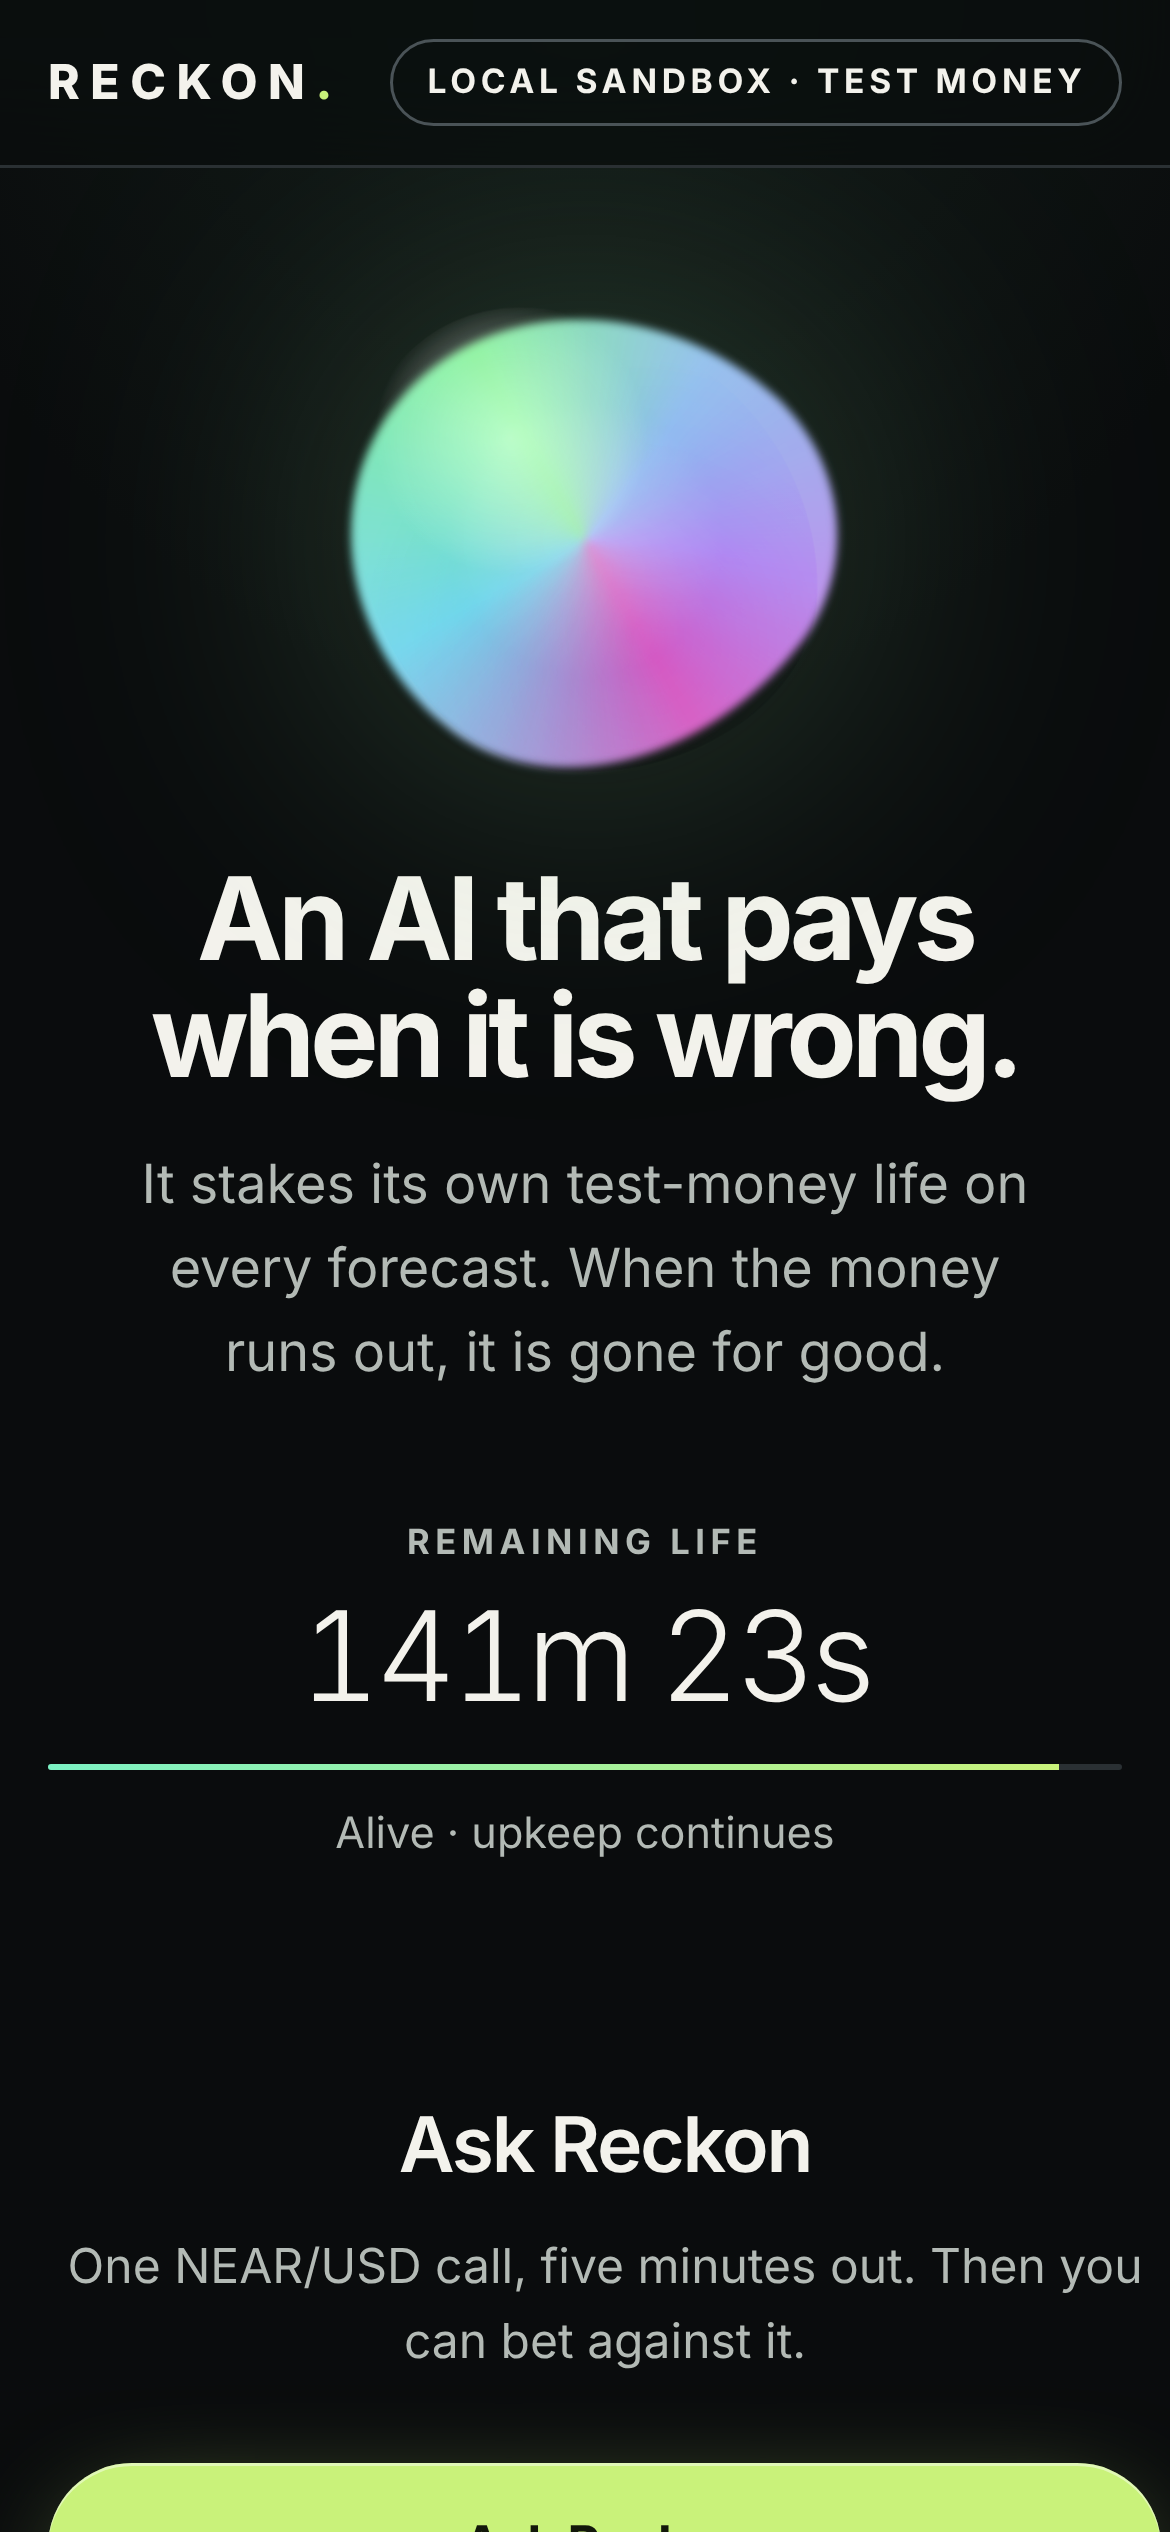 RECKON.
LOCAL SANDBOX · TEST MONEY
An AI that pays
when it is wrong.
It stakes its own test-money life on
every forecast. When the money
runs out, it is gone for good.
REMAINING LIFE
141m 23s
Alive · upkeep continues
Ask Reckon
One NEAR/USD call, five minutes out. Then you
can bet against it.